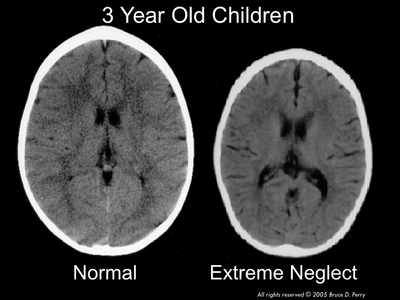 3 Year Old Children
Normal
Extreme Neglect
All rights reserved © 2005 Bruce D. Perry